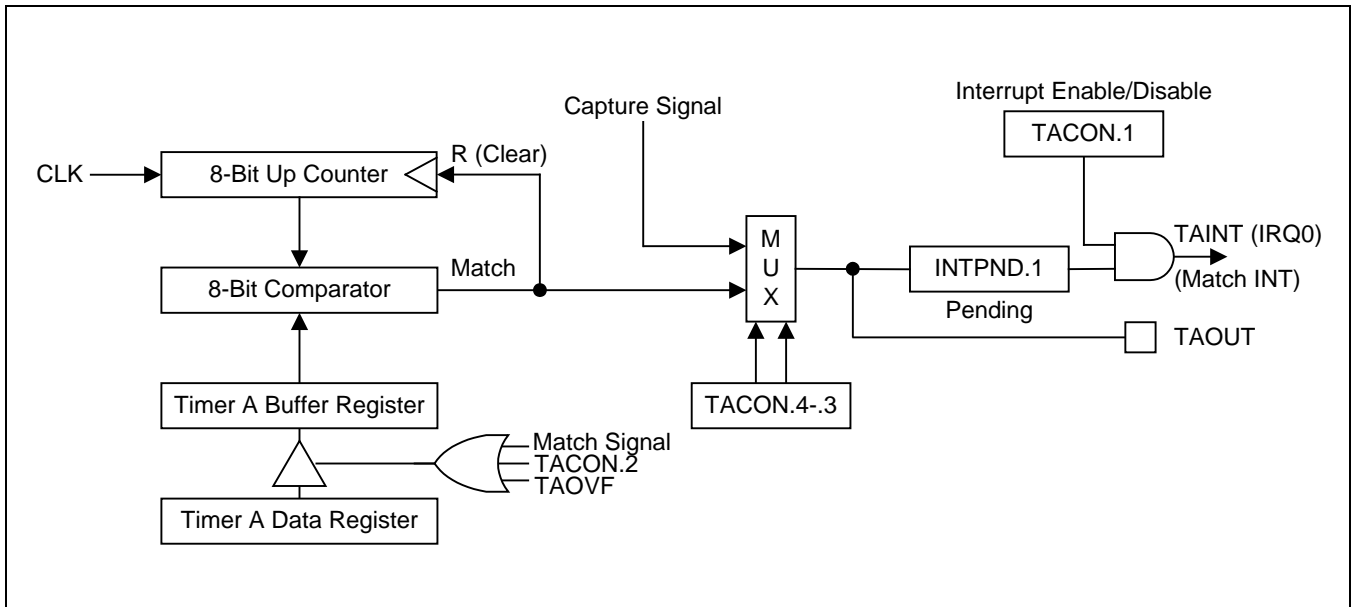 Interrupt Enable/Disable
Capture Signal
TACON.1
R (Clear)
CLK
8-Bit Up Counter
M
U
X
TAINT (IRQ0)
Match
INTPND.1
(Match INT)
8-Bit Comparator
Pending
TAOUT
Timer A Buffer Register
TACON.4-.3
Match Signal
TACON.2
TAOVF
Timer A Data Register